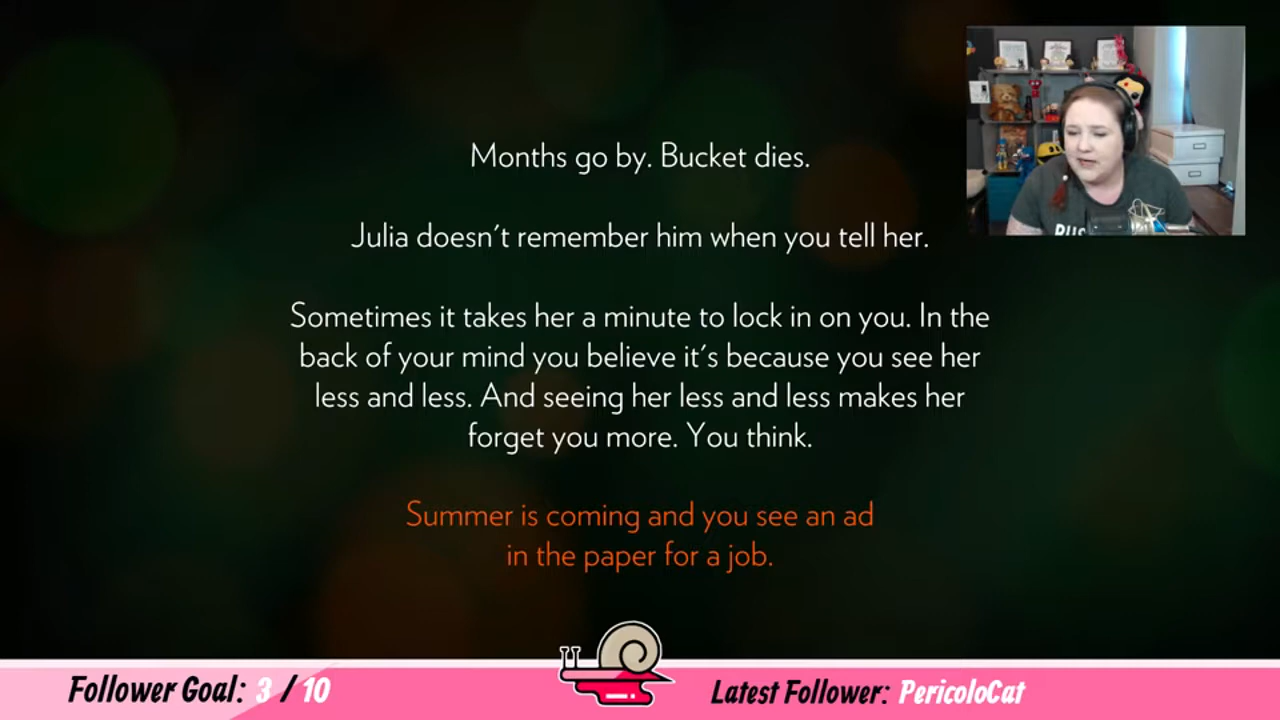 Months go by. Bucket dies.
Julia doesn't remember him when you tell her.
Sometimes it takes her a minute to lock in on you. In the
back of your mind you believe it's because you see her
less and less. And seeing her less and less makes her
forget you more. You think.
Summer is coming and you see an ad
in the paper for a job.
Follower Goal: 3 / 10
Latest Follower: PericoloCat